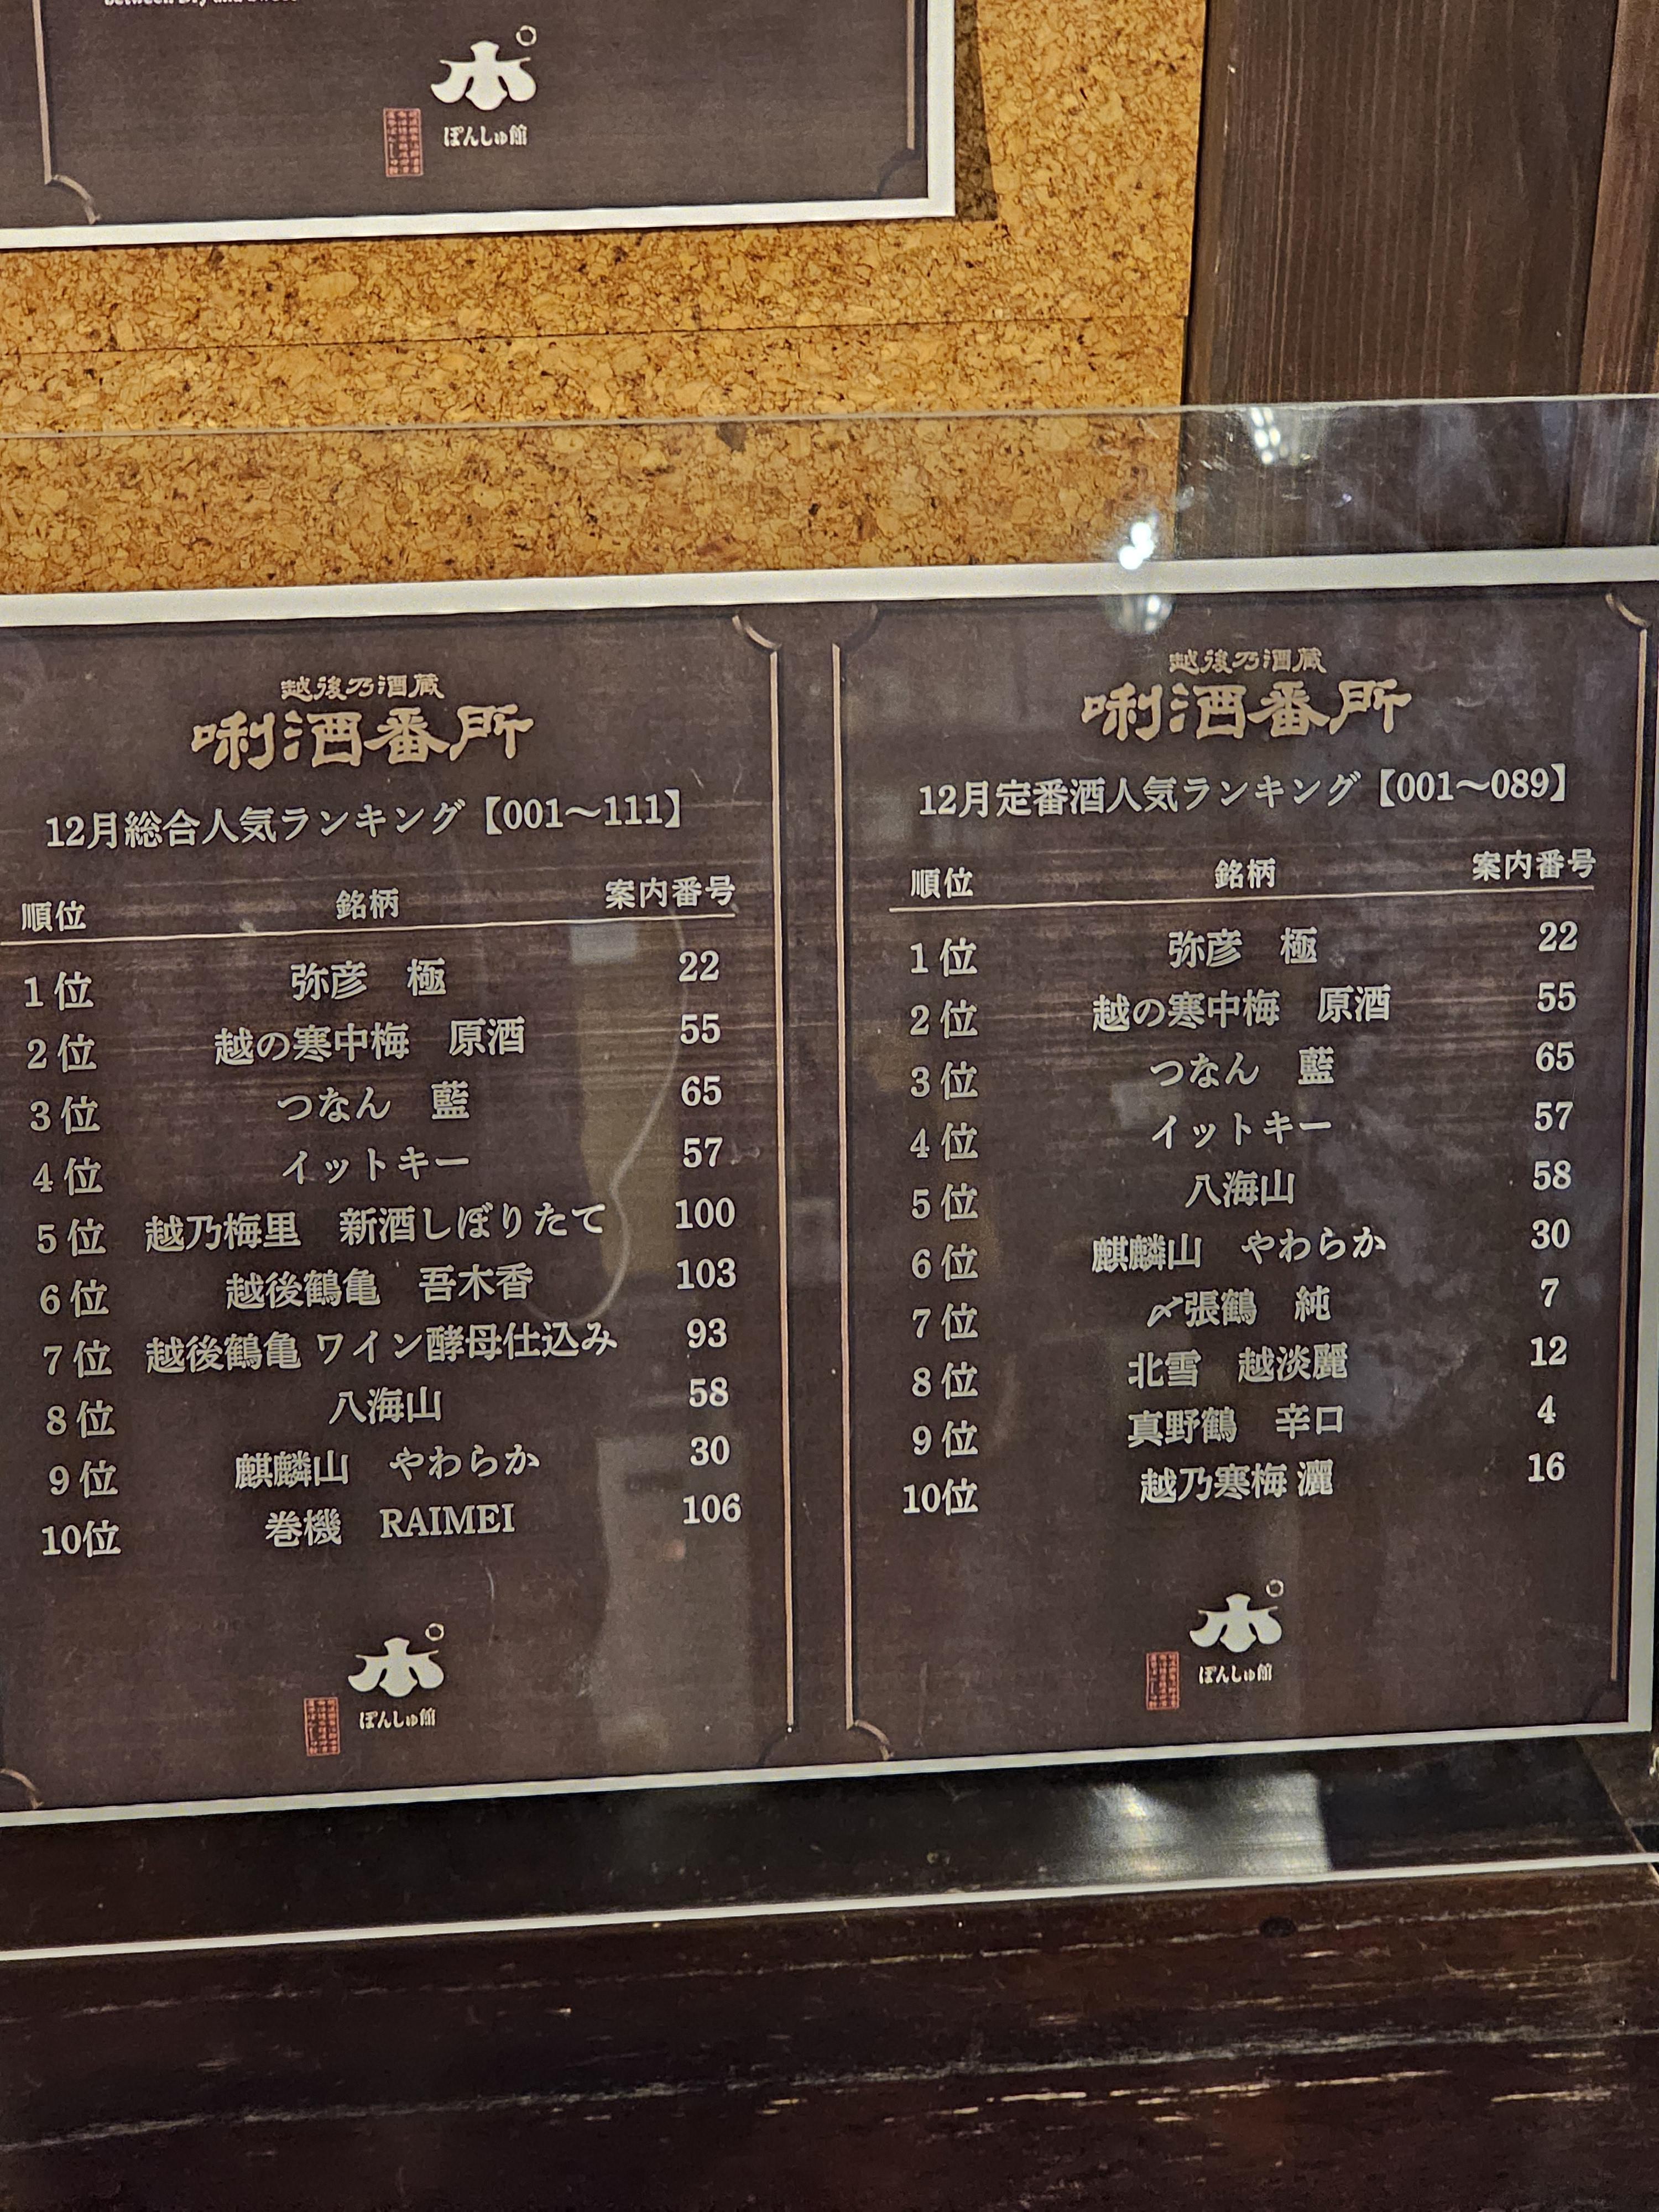 between Dry and Sweet
ぽんしゅ館
越後乃酒蔵
唎酒番所
12月総合人気ランキング【001〜111】
順位 銘柄 案内番号
1位 弥彦 極 22
2位 越の寒中梅 原酒 55
3位 つなん 藍 65
4位 イットキー 57
5位 越乃梅里 新酒しぼりたて 100
6位 越後鶴亀 吾木香 103
7位 越後鶴亀 ワイン酵母仕込み 93
8位 八海山 58
9位 麒麟山 やわらか 30
10位 巻機 RAIMEI 106
ぽんしゅ館
越後乃酒蔵
唎酒番所
12月定番酒人気ランキング【001〜089】
順位 銘柄 案内番号
1位 弥彦 極 22
2位 越の寒中梅 原酒 55
3位 つなん 藍 65
4位 イットキー 57
5位 八海山 58
6位 麒麟山 やわらか 30
7位 〆張鶴 純 7
8位 北雪 越淡麗 12
9位 真野鶴 辛口 4
10位 越乃寒梅 灑 16
ぽんしゅ館